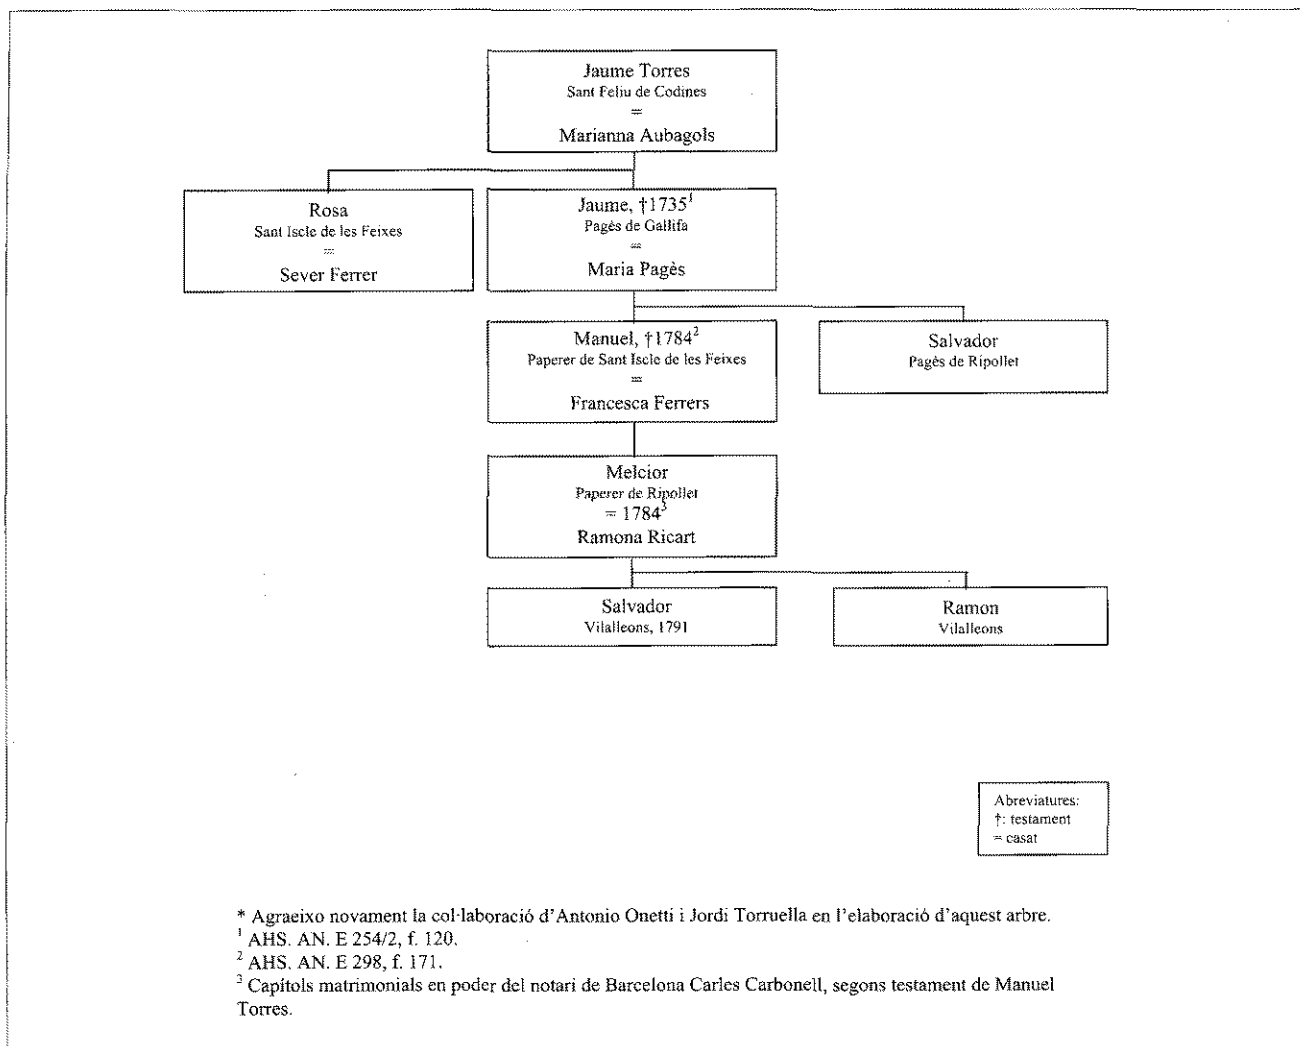 Jaume Torres
Sant Feliu de Codines
=
Marianna Aubagols
Rosa
Sant Iscle de les Feixes
=
Sever Ferrer
Jaume, †1735¹
Pagès de Gallifa
=
Maria Pagès
Manuel, †1784²
Paperer de Sant Iscle de les Feixes
=
Francesca Ferrers
Salvador
Pagès de Ripollet
Melcior
Paperer de Ripollet
= 1784³
Ramona Ricart
Salvador
Vilalleons, 1791
Ramon
Vilalleons
Abreviatures:
†: testament
= casat
* Agraeixo novament la col·laboració d'Antonio Onetti i Jordi Torruella en l'elaboració d'aquest arbre.
¹ AHS. AN. E 254/2, f. 120.
² AHS. AN. E 298, f. 171.
³ Capítols matrimonials en poder del notari de Barcelona Carles Carbonell, segons testament de Manuel
Torres.